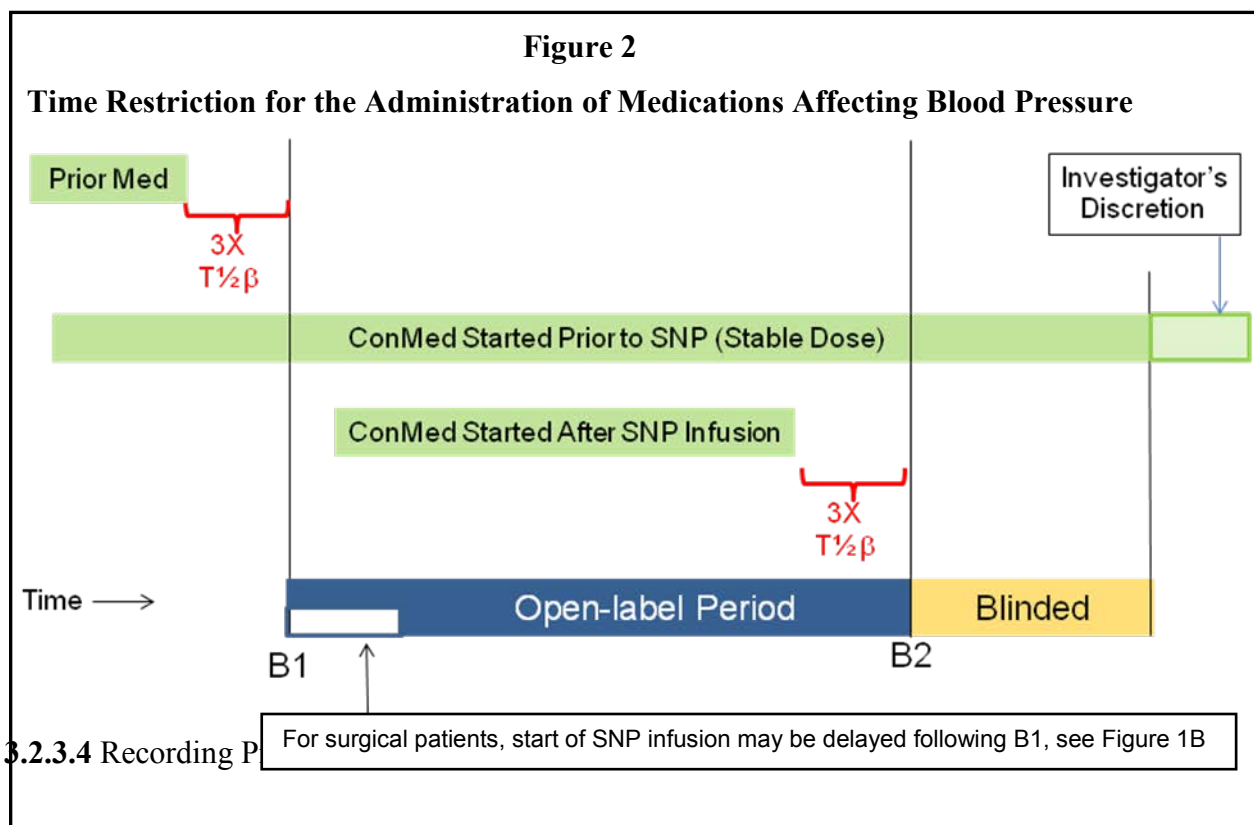 Figure 2
Time Restriction for the Administration of Medications Affecting Blood Pressure
Prior Med
Investigator's
Discretion
3X
T½β
ConMed Started Prior to SNP (Stable Dose)
ConMed Started After SNP Infusion
3X
T½β
Time
Open-label Period
Blinded
B1
B2
For surgical patients, start of SNP infusion may be delayed following B1, see Figure 1B
3.2.3.4 Recording